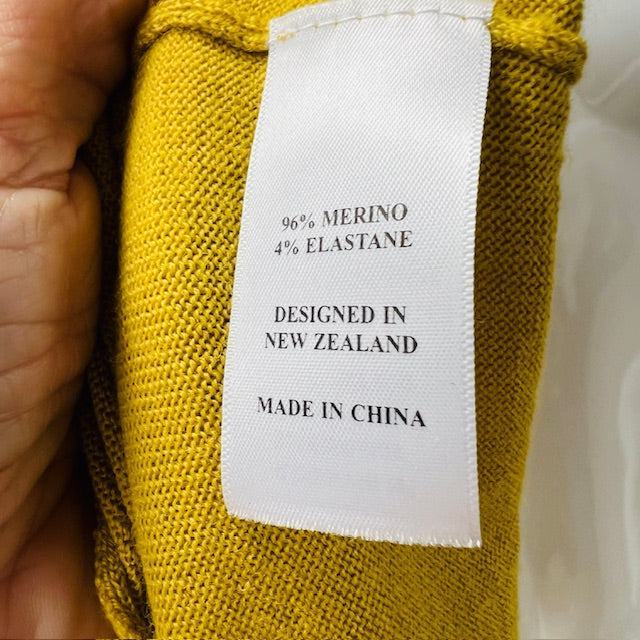 96% MERINO
4% ELASTANE
DESIGNED IN
NEW ZEALAND
MADE IN CHINA